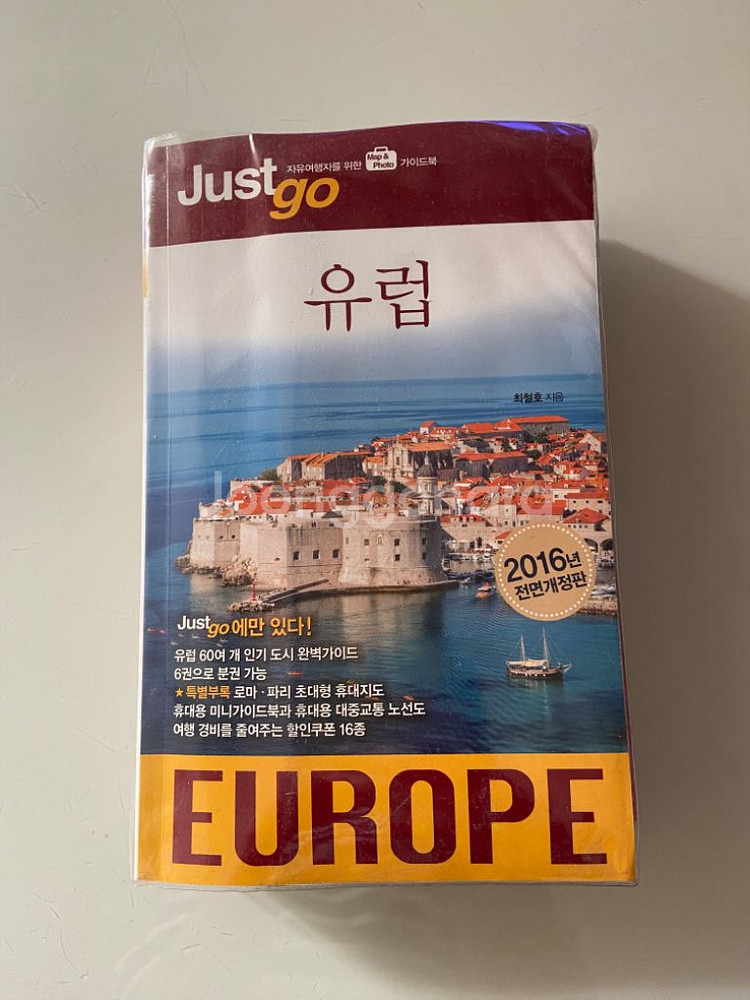 Just go
자유여행자를 위한 Map & Photo 가이드북
유럽
최철호 지음
joonggonara
2016년
전면개정판
Just go에만 있다!
유럽 60여 개 인기 도시 완벽가이드
6권으로 분권 가능
★특별부록 로마·파리 초대형 휴대지도
휴대용 미니가이드북과 휴대용 대중교통 노선도
여행 경비를 줄여주는 할인쿠폰 16종
EUROPE